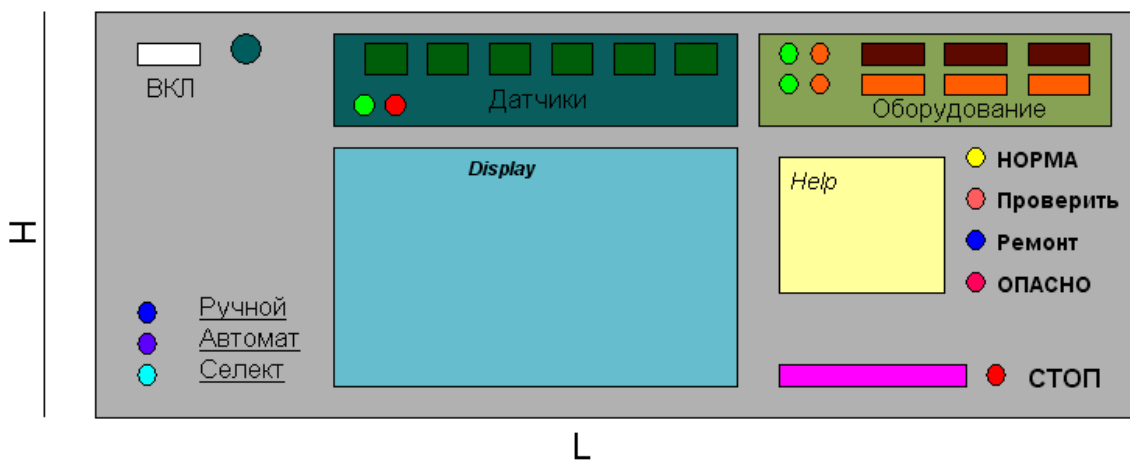 ВКЛ
Датчики
Оборудование
Display
Help
НОРМА
Проверить
Ремонт
ОПАСНО
H
Ручной
Автомат
Селект
СТОП
L